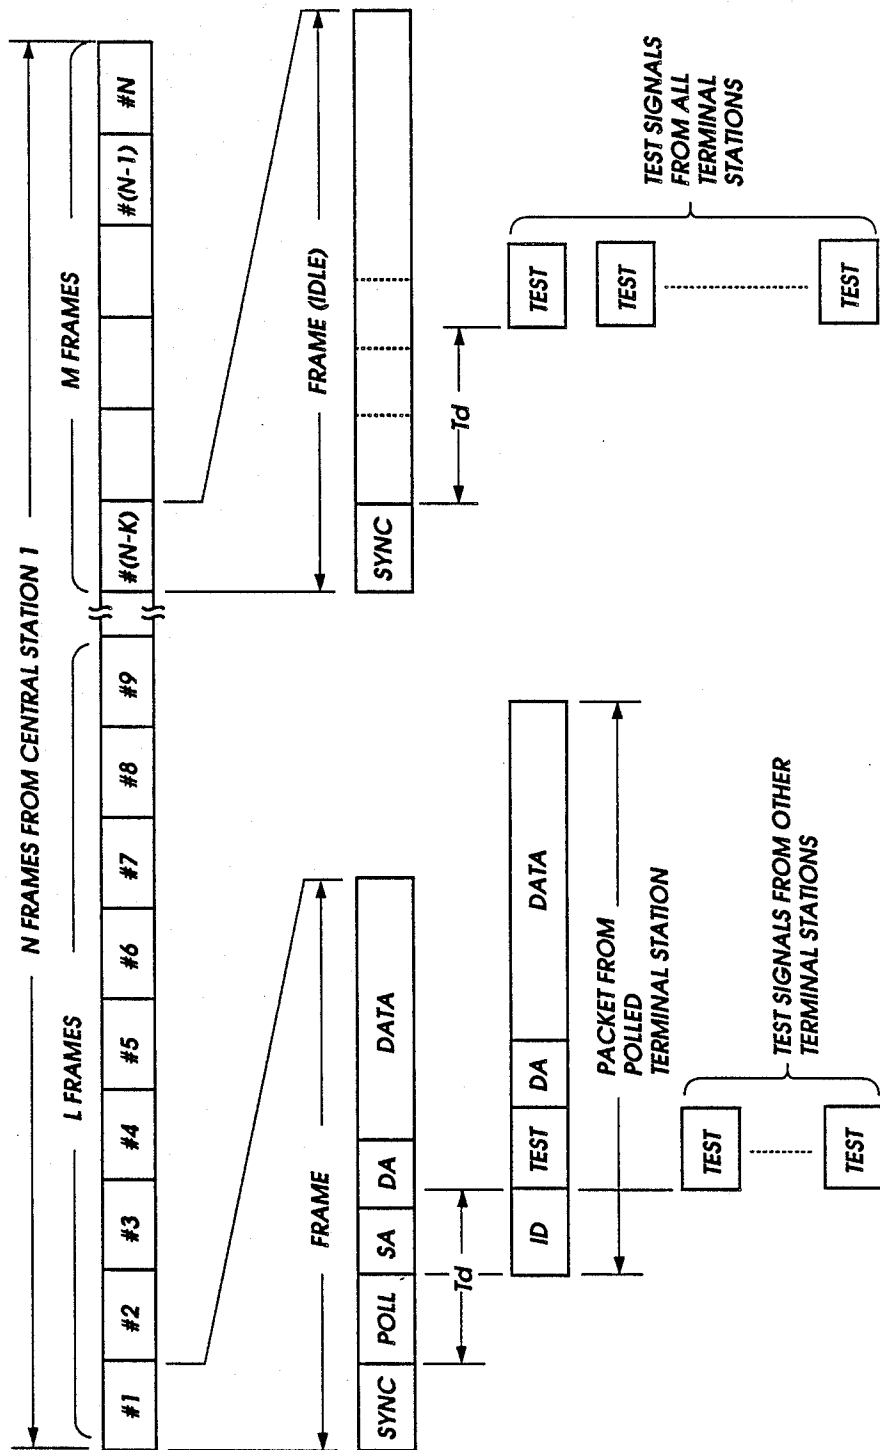 N FRAMES FROM CENTRAL STATION 1
L FRAMES
M FRAMES
#1 #2 #3 #4 #5 #6 #7 #8 #9 #(N-K) #(N-1) #N
FRAME
FRAME (IDLE)
SYNC POLL SA DA DATA
SYNC
Td
Td
ID TEST DA DATA
PACKET FROM
POLLED
TERMINAL STATION
TEST
TEST
TEST SIGNALS FROM OTHER
TERMINAL STATIONS
TEST
TEST
TEST
TEST SIGNALS
FROM ALL
TERMINAL
STATIONS